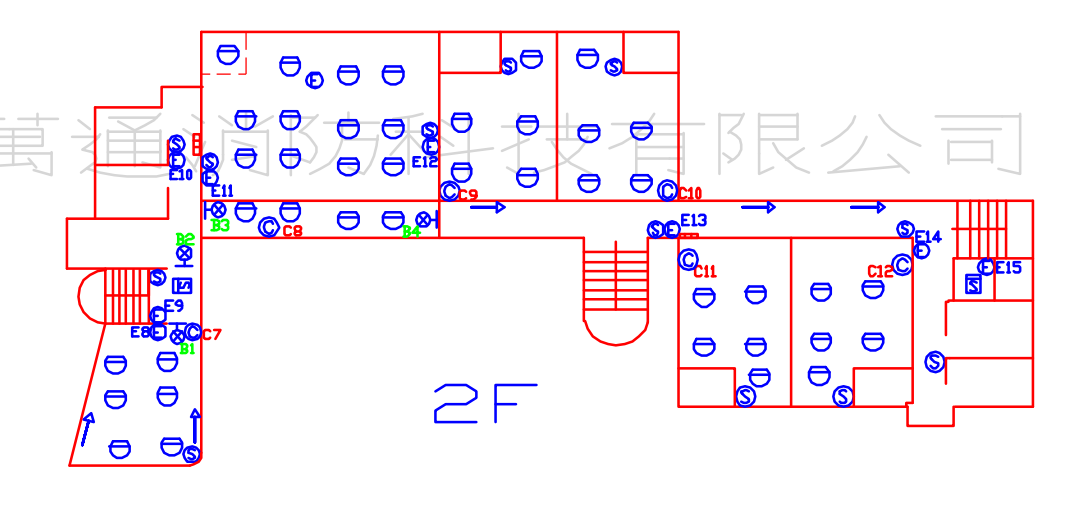 萬通消防科技有限公司
S S
E
S S S E12
E10 E
S E
E11
C C9 C C10
B3 C C8 B4
S E E13
B2 S E14
E
C C11 C12 C E E15
S S S
E E9
E8 E C C7
B1 S
2F
S S
S